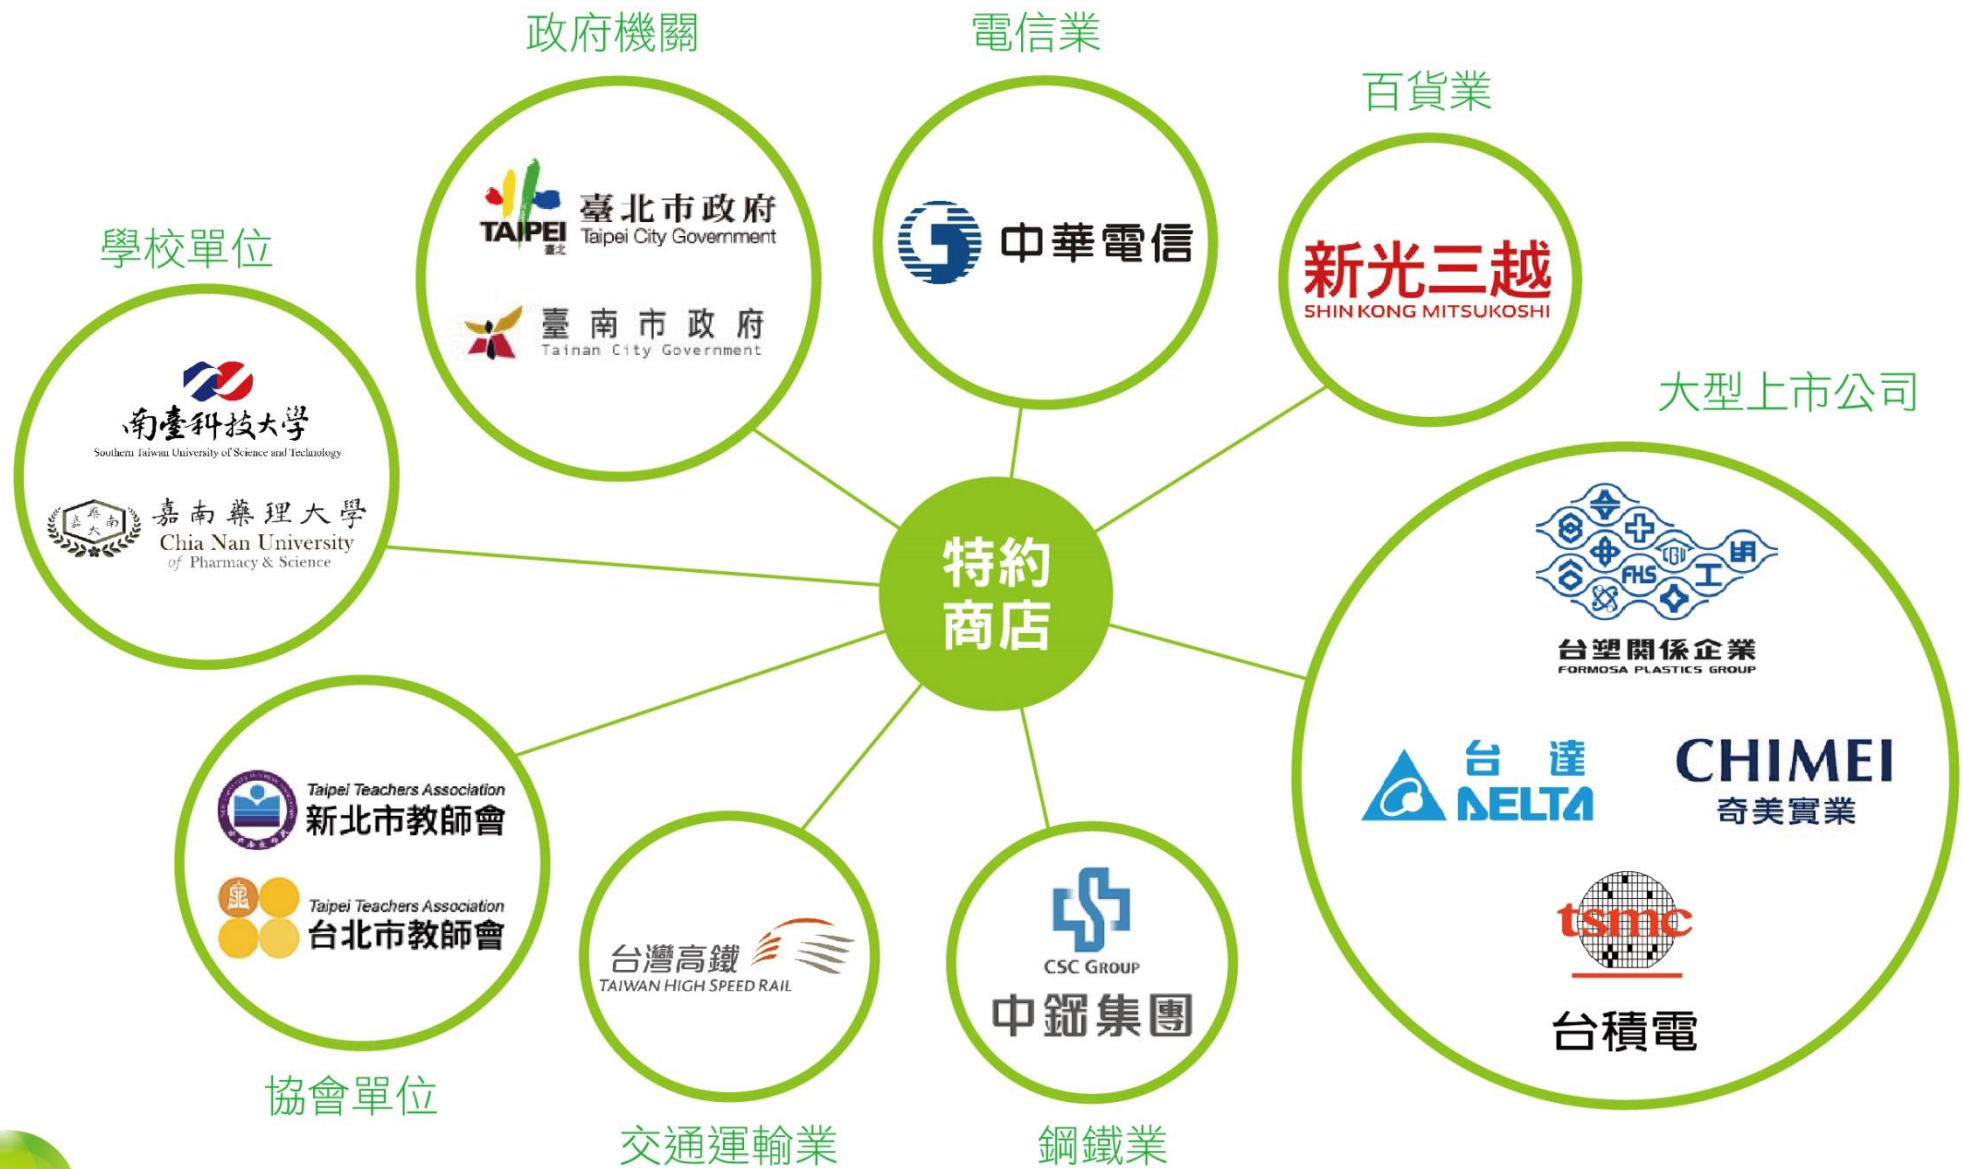 政府機關
TAIPEI
臺北
臺北市政府
Taipei City Government
臺南市政府
Tainan City Government
電信業
中華電信
百貨業
新光三越
SHIN KONG MITSUKOSHI
學校單位
南臺科技大學
Southern Taiwan University of Science and Technology
嘉南藥理大學
Chia Nan University
of Pharmacy & Science
大型上市公司
CGU
明
FHS
工
台塑關係企業
FORMOSA PLASTICS GROUP
台達
DELTA
CHIMEI
奇美實業
tsmc
台積電
特約
商店
Taipei Teachers Association
新北市教師會
Taipei Teachers Association
台北市教師會
協會單位
台灣高鐵
TAIWAN HIGH SPEED RAIL
交通運輸業
CSC GROUP
中鋼集團
鋼鐵業